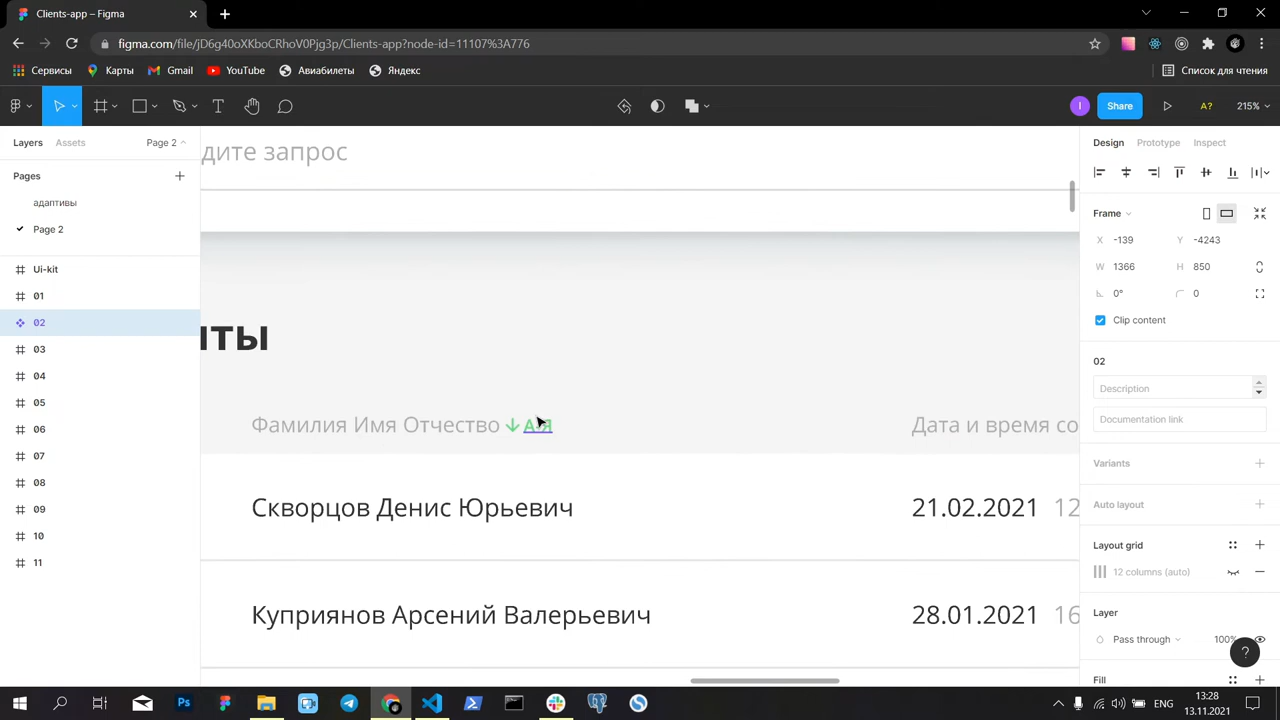 Clients-app – Figma
figma.com/file/jD6g40oXKboCRhoV0Pjg3p/Clients-app?node-id=11107%3A776
Сервисы
Карты
Gmail
YouTube
Авиабилеты
Яндекс
Список для чтения
I
Share
A?
215%
Layers
Assets
Page 2
Pages
адаптивы
Page 2
Ui-kit
01
02
03
04
05
06
07
08
09
10
11
дите запрос
нты
Фамилия Имя Отчество
А-Я
Дата и время со
Скворцов Денис Юрьевич
21.02.2021 12
Куприянов Арсений Валерьевич
28.01.2021 16
Design
Prototype
Inspect
Frame
X -139
Y -4243
W 1366
H 850
0°
0
Clip content
02
Description
Documentation link
Variants
Auto layout
Layout grid
12 columns (auto)
Layer
Pass through
100%
?
Fill
Ps
ENG
13:28
13.11.2021